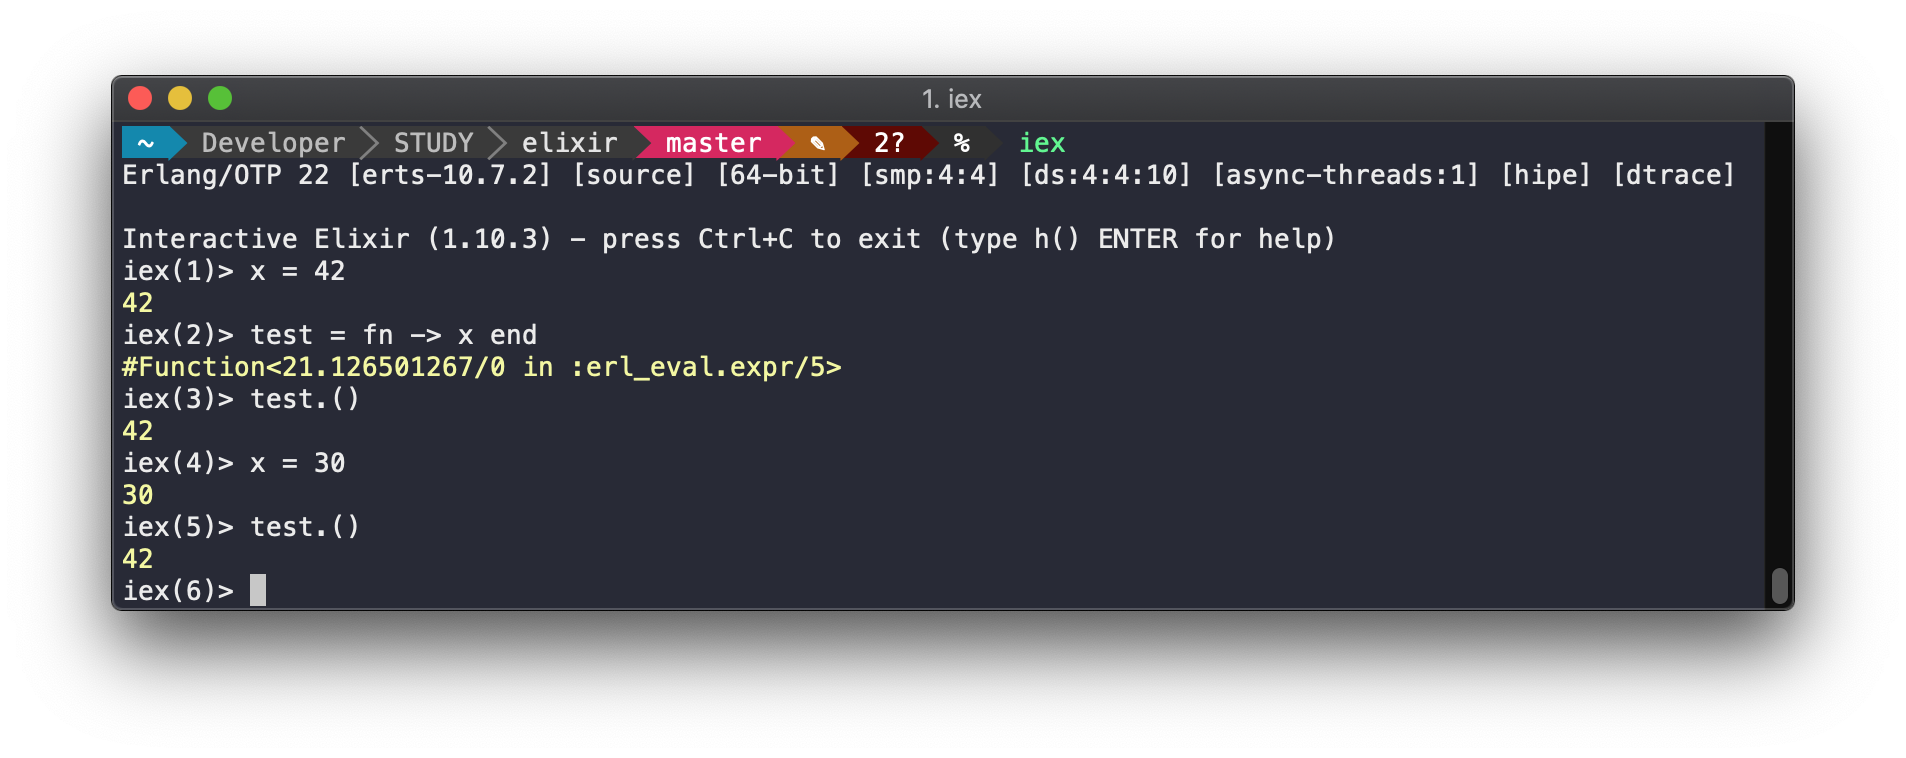 1. iex
~ Developer STUDY elixir master ✎ 2? % iex
Erlang/OTP 22 [erts-10.7.2] [source] [64-bit] [smp:4:4] [ds:4:4:10] [async-threads:1] [hipe] [dtrace]
Interactive Elixir (1.10.3) - press Ctrl+C to exit (type h() ENTER for help)
iex(1)> x = 42
42
iex(2)> test = fn -> x end
#Function<21.126501267/0 in :erl_eval.expr/5>
iex(3)> test.()
42
iex(4)> x = 30
30
iex(5)> test.()
42
iex(6)>